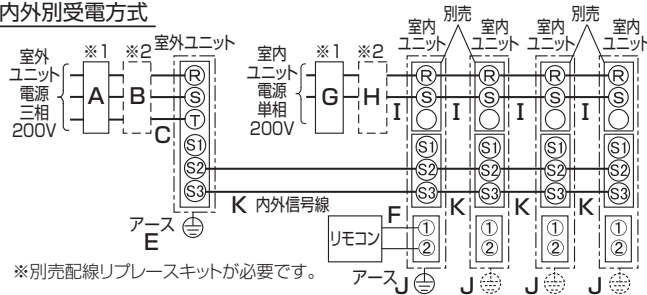 内外別受電方式
室外
ユニット
電源
三相
200V
※1 ※2
A B
C
室外ユニット
R
S
T
S1
S2
S3
アース
E
室内
ユニット
電源
単相
200V
※1 ※2
G H
別売 別売
室内
ユニット
室内
ユニット
室内
ユニット
室内
ユニット
R R R R
S S S S
I I I I
S1 S1 S1 S1
S2 S2 S2 S2
S3 S3 S3 S3
K 内外信号線
K K K
F
リモコン
① ① ① ①
② ② ② ②
アース J J J J
※別売配線リプレースキットが必要です。